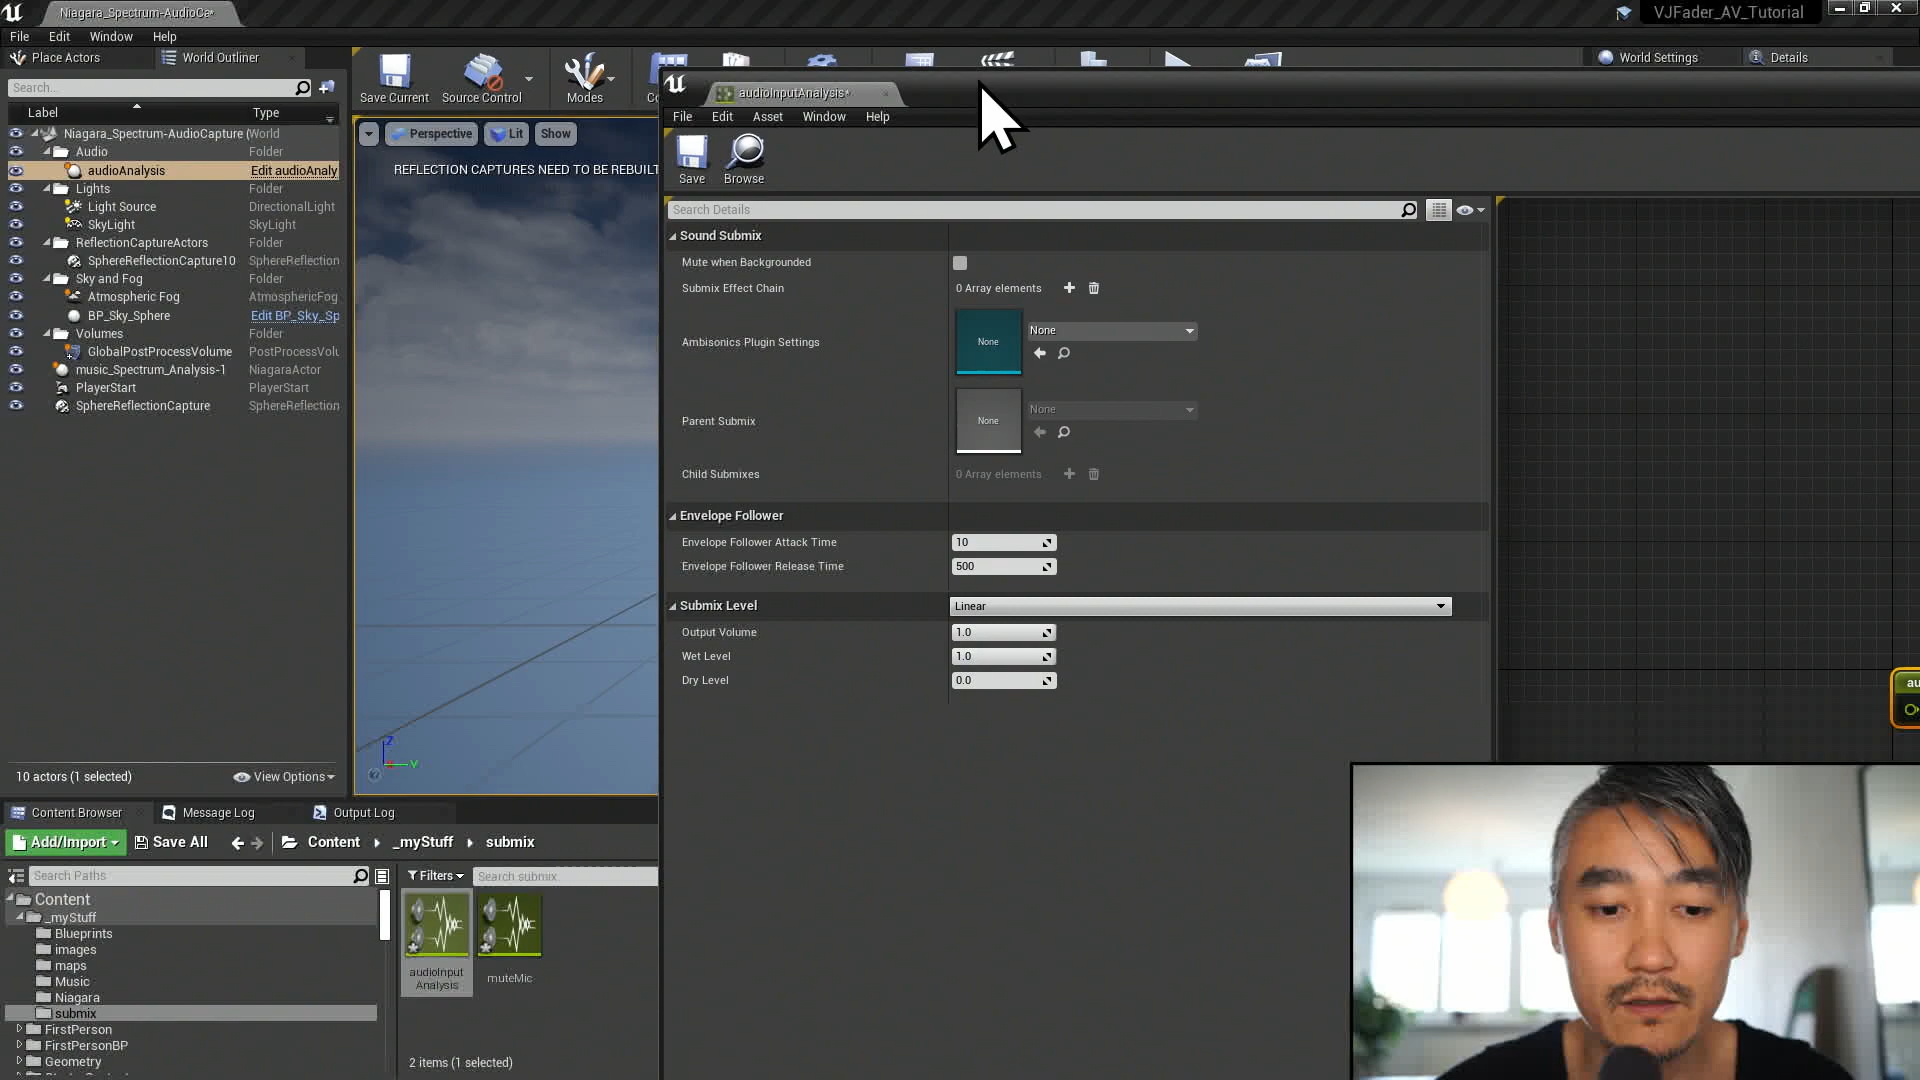 Niagara_Spectrum-AudioCa*
VJFader_AV_Tutorial
File Edit Window Help
Place Actors
World Outliner
World Settings
Details
Search...
Label
Type
Save Current
Source Control
Modes
Niagara_Spectrum-AudioCapture (World
Audio Folder
audioAnalysis Edit audioAnaly
Lights Folder
Light Source DirectionalLight
SkyLight SkyLight
ReflectionCaptureActors Folder
SphereReflectionCapture10 SphereReflection
Sky and Fog Folder
Atmospheric Fog AtmosphericFog
BP_Sky_Sphere Edit BP_Sky_Sp
Volumes Folder
GlobalPostProcessVolume PostProcessVolu
music_Spectrum_Analysis-1 NiagaraActor
PlayerStart PlayerStart
SphereReflectionCapture SphereReflection
10 actors (1 selected)
View Options
Perspective
Lit
Show
REFLECTION CAPTURES NEED TO BE REBUILT
Z
Y
audioInputAnalysis*
File Edit Asset Window Help
Save
Browse
Search Details
Sound Submix
Mute when Backgrounded
Submix Effect Chain 0 Array elements
Ambisonics Plugin Settings None None
Parent Submix None None
Child Submixes 0 Array elements
Envelope Follower
Envelope Follower Attack Time 10
Envelope Follower Release Time 500
Submix Level Linear
Output Volume 1.0
Wet Level 1.0
Dry Level 0.0
au
Content Browser
Message Log
Output Log
Add/Import
Save All
Content
_myStuff
submix
Search Paths
Filters
Search submix
Content
_myStuff
Blueprints
images
maps
Music
Niagara
submix
FirstPerson
FirstPersonBP
Geometry
audioInput
Analysis
muteMic
2 items (1 selected)